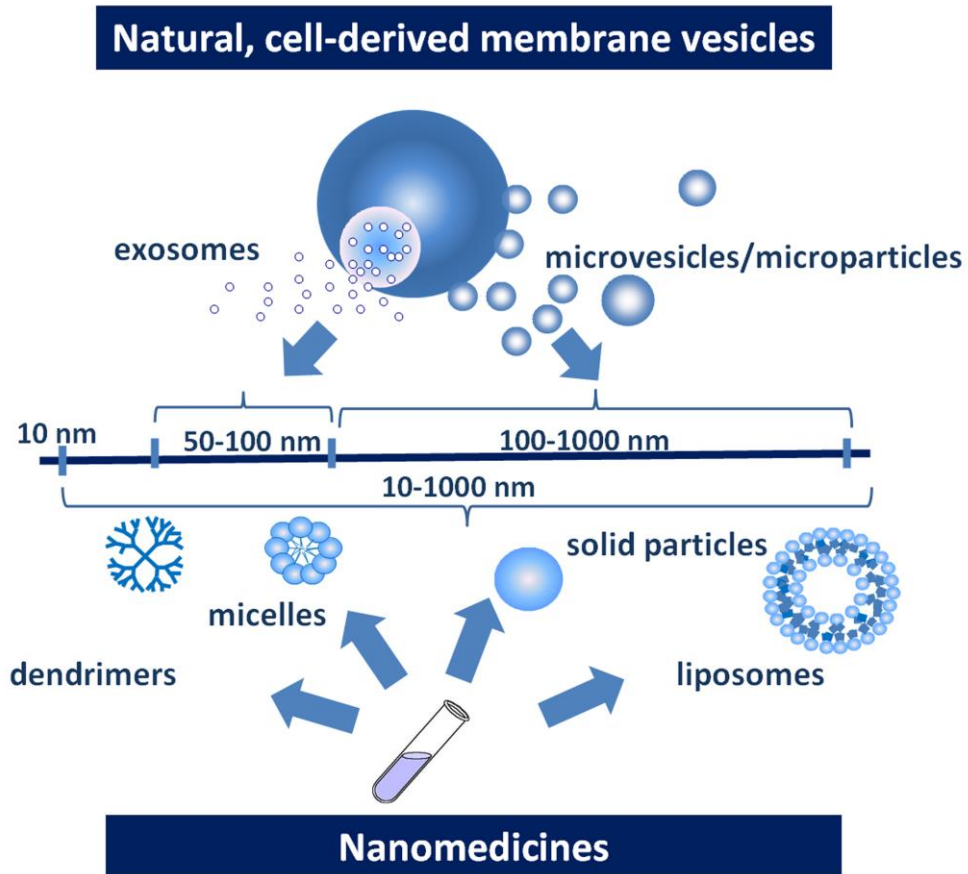 Natural, cell-derived membrane vesicles
exosomes
microvesicles/microparticles
10 nm
50-100 nm
100-1000 nm
10-1000 nm
solid particles
micelles
dendrimers
liposomes
Nanomedicines